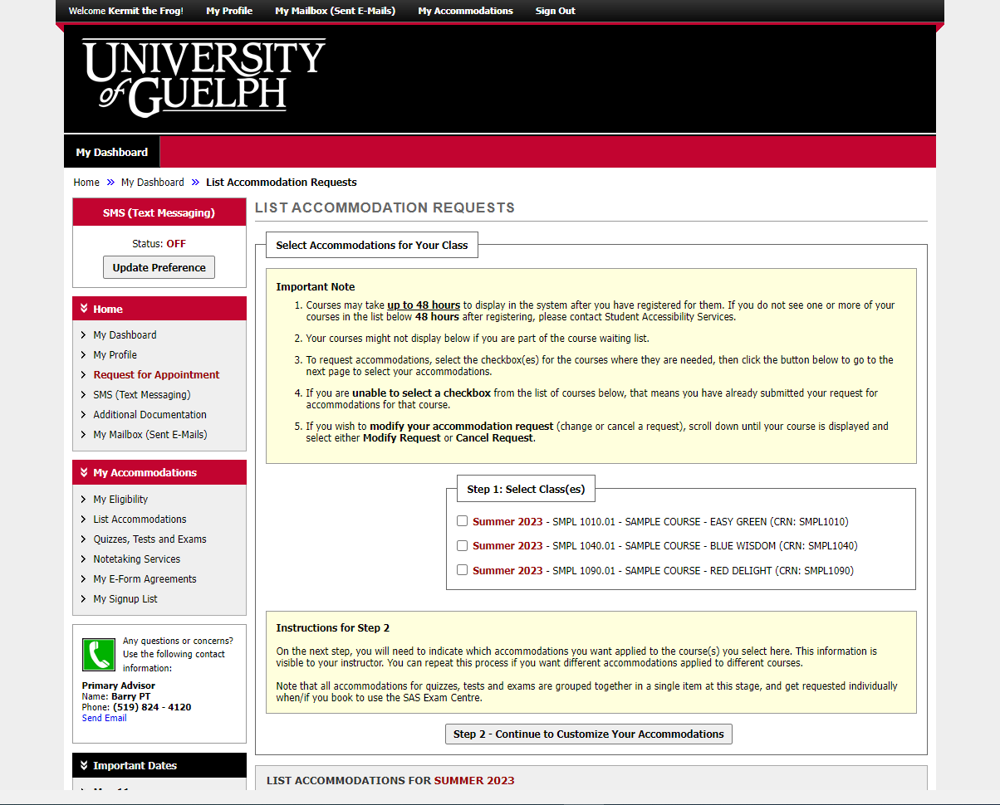 Welcome Kermit the Frog! My Profile My Mailbox (Sent E-Mails) My Accommodations Sign Out
UNIVERSITY
of GUELPH
My Dashboard
Home » My Dashboard » List Accommodation Requests
SMS (Text Messaging)
Status: OFF
Update Preference
Home
My Dashboard
My Profile
Request for Appointment
SMS (Text Messaging)
Additional Documentation
My Mailbox (Sent E-Mails)
My Accommodations
My Eligibility
List Accommodations
Quizzes, Tests and Exams
Notetaking Services
My E-Form Agreements
My Signup List
Any questions or concerns?
Use the following contact
information:
Primary Advisor
Name: Barry PT
Phone: (519) 824 - 4120
Send Email
Important Dates
LIST ACCOMMODATION REQUESTS
Select Accommodations for Your Class
Important Note
1. Courses may take up to 48 hours to display in the system after you have registered for them. If you do not see one or more of your
courses in the list below 48 hours after registering, please contact Student Accessibility Services.
2. Your courses might not display below if you are part of the course waiting list.
3. To request accommodations, select the checkbox(es) for the courses where they are needed, then click the button below to go to the
next page to select your accommodations.
4. If you are unable to select a checkbox from the list of courses below, that means you have already submitted your request for
accommodations for that course.
5. If you wish to modify your accommodation request (change or cancel a request), scroll down until your course is displayed and
select either Modify Request or Cancel Request.
Step 1: Select Class(es)
Summer 2023 - SMPL 1010.01 - SAMPLE COURSE - EASY GREEN (CRN: SMPL1010)
Summer 2023 - SMPL 1040.01 - SAMPLE COURSE - BLUE WISDOM (CRN: SMPL1040)
Summer 2023 - SMPL 1090.01 - SAMPLE COURSE - RED DELIGHT (CRN: SMPL1090)
Instructions for Step 2
On the next step, you will need to indicate which accommodations you want applied to the course(s) you select here. This information is
visible to your instructor. You can repeat this process if you want different accommodations applied to different courses.
Note that all accommodations for quizzes, tests and exams are grouped together in a single item at this stage, and get requested individually
when/if you book to use the SAS Exam Centre.
Step 2 - Continue to Customize Your Accommodations
LIST ACCOMMODATIONS FOR SUMMER 2023